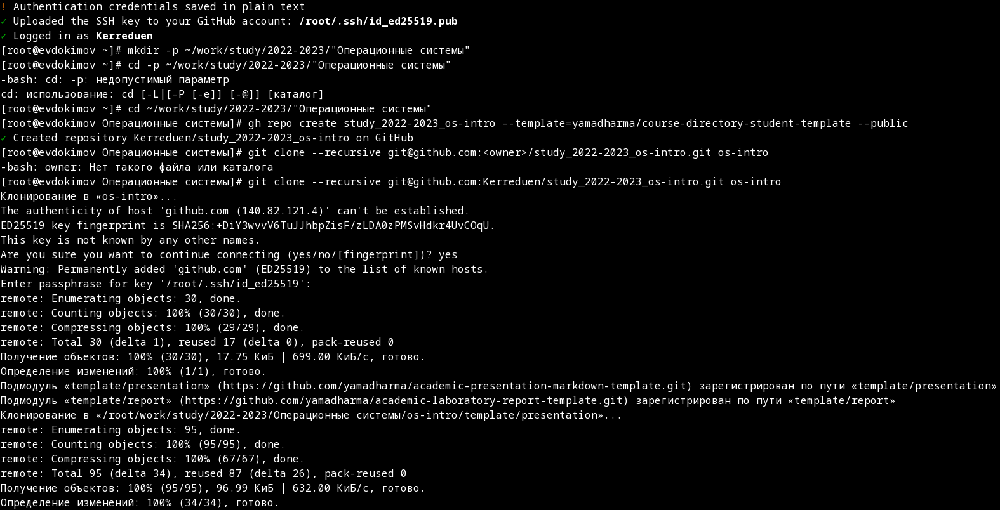 ! Authentication credentials saved in plain text
✓ Uploaded the SSH key to your GitHub account: /root/.ssh/id_ed25519.pub
✓ Logged in as Kerreduen
[root@evdokimov ~]# mkdir -p ~/work/study/2022-2023/"Операционные системы"
[root@evdokimov ~]# cd -p ~/work/study/2022-2023/"Операционные системы"
-bash: cd: -p: недопустимый параметр
cd: использование: cd [-L|[-P [-e]] [-@]] [каталог]
[root@evdokimov ~]# cd ~/work/study/2022-2023/"Операционные системы"
[root@evdokimov Операционные системы]# gh repo create study_2022-2023_os-intro --template=yamadharma/course-directory-student-template --public
✓ Created repository Kerreduen/study_2022-2023_os-intro on GitHub
[root@evdokimov Операционные системы]# git clone --recursive git@github.com:<owner>/study_2022-2023_os-intro.git os-intro
-bash: owner: Нет такого файла или каталога
[root@evdokimov Операционные системы]# git clone --recursive git@github.com:Kerreduen/study_2022-2023_os-intro.git os-intro
Клонирование в «os-intro»...
The authenticity of host 'github.com (140.82.121.4)' can't be established.
ED25519 key fingerprint is SHA256:+DiY3wvvV6TuJJhbpZisF/zLDA0zPMSvHdkr4UvCOqU.
This key is not known by any other names.
Are you sure you want to continue connecting (yes/no/[fingerprint])? yes
Warning: Permanently added 'github.com' (ED25519) to the list of known hosts.
Enter passphrase for key '/root/.ssh/id_ed25519':
remote: Enumerating objects: 30, done.
remote: Counting objects: 100% (30/30), done.
remote: Compressing objects: 100% (29/29), done.
remote: Total 30 (delta 1), reused 17 (delta 0), pack-reused 0
Получение объектов: 100% (30/30), 17.75 КиБ | 699.00 КиБ/с, готово.
Определение изменений: 100% (1/1), готово.
Подмодуль «template/presentation» (https://github.com/yamadharma/academic-presentation-markdown-template.git) зарегистрирован по пути «template/presentation»
Подмодуль «template/report» (https://github.com/yamadharma/academic-laboratory-report-template.git) зарегистрирован по пути «template/report»
Клонирование в «/root/work/study/2022-2023/Операционные системы/os-intro/template/presentation»...
remote: Enumerating objects: 95, done.
remote: Counting objects: 100% (95/95), done.
remote: Compressing objects: 100% (67/67), done.
remote: Total 95 (delta 34), reused 87 (delta 26), pack-reused 0
Получение объектов: 100% (95/95), 96.99 КиБ | 632.00 КиБ/с, готово.
Определение изменений: 100% (34/34), готово.